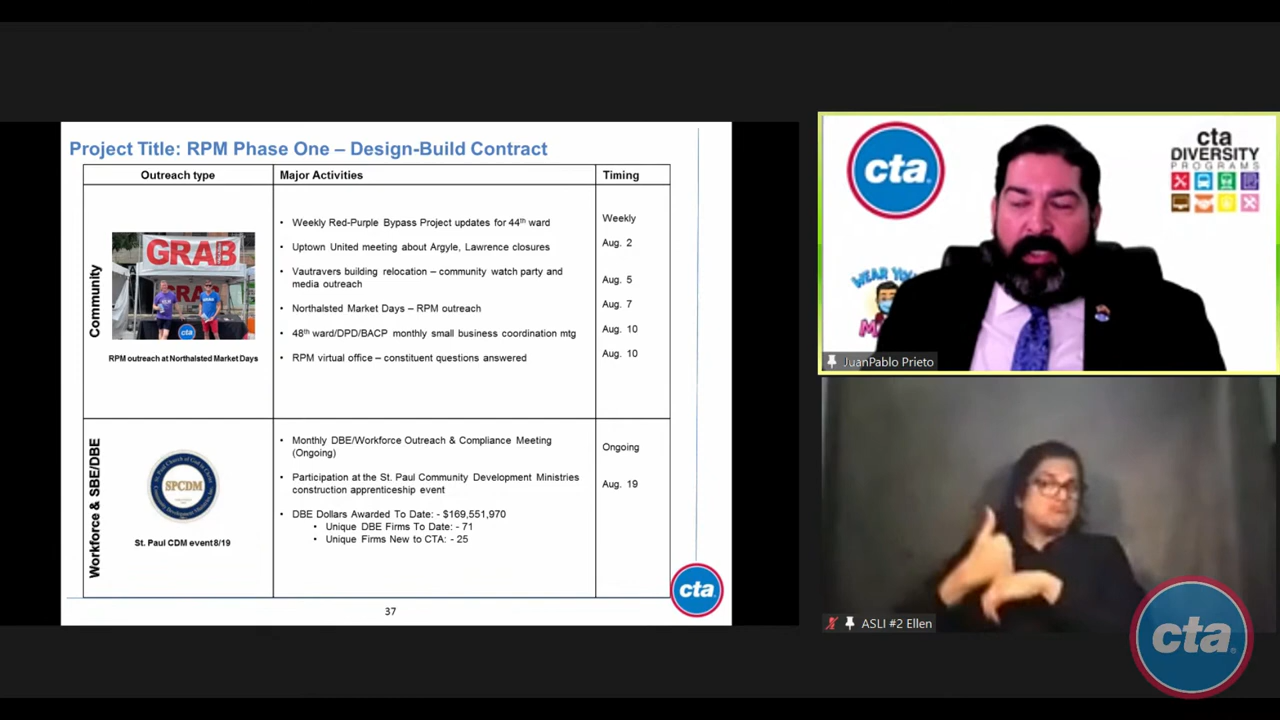 Project Title: RPM Phase One – Design-Build Contract
Outreach type
Major Activities
Timing
Community
GRAB
GRAB
cta
RPM outreach at Northalsted Market Days
• Weekly Red-Purple Bypass Project updates for 44th ward
Weekly
• Uptown United meeting about Argyle, Lawrence closures
Aug. 2
• Vautravers building relocation – community watch party and
media outreach
Aug. 5
• Northalsted Market Days – RPM outreach
Aug. 7
• 48th ward/DPD/BACP monthly small business coordination mtg
Aug. 10
• RPM virtual office – constituent questions answered
Aug. 10
Workforce & SBE/DBE
SPCDM
St. Paul CDM event 8/19
• Monthly DBE/Workforce Outreach & Compliance Meeting
(Ongoing)
Ongoing
• Participation at the St. Paul Community Development Ministries
construction apprenticeship event
Aug. 19
• DBE Dollars Awarded To Date: - $169,551,970
• Unique DBE Firms To Date: - 71
• Unique Firms New to CTA: - 25
37
cta
cta
cta
DIVERSITY
PROGRAMS
WEAR YOU
JuanPablo Prieto
ASLI #2 Ellen
cta